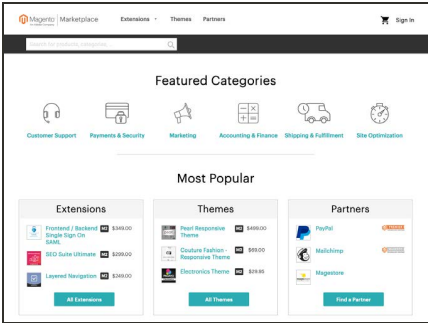 Magento Marketplace
Extensions
Themes
Partners
Sign In
Search for products, categories...
Featured Categories
Customer Support
Payments & Security
Marketing
Accounting & Finance
Shipping & Fulfillment
Site Optimization
Most Popular
Extensions
Frontend / Backend M2 $349.00
Single Sign On
SAML
SEO Suite Ultimate M2 $299.00
Layered Navigation M2 $349.00
All Extensions
Themes
Pearl Responsive M2 $499.00
Theme
Couture Fashion - M2 $69.00
Responsive Theme
Electronics Theme M2 $29.95
All Themes
Partners
PayPal
Mailchimp
Magestore
Find a Partner